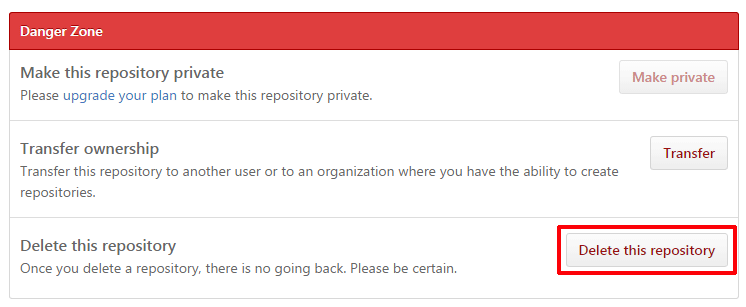 Danger Zone
Make this repository private
Please upgrade your plan to make this repository private.
Make private
Transfer ownership
Transfer this repository to another user or to an organization where you have the ability to create
repositories.
Transfer
Delete this repository
Once you delete a repository, there is no going back. Please be certain.
Delete this repository